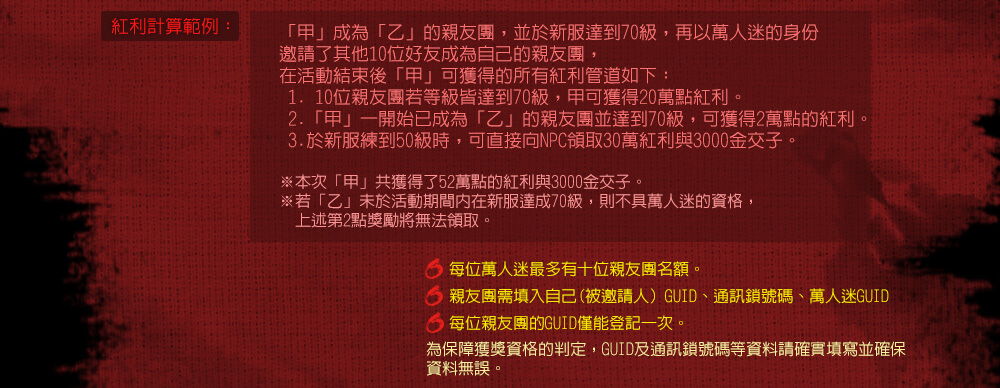 紅利計算範例：
「甲」成為「乙」的親友團，並於新服達到70級，再以萬人迷的身份
邀請了其他10位好友成為自己的親友團，
在活動結束後「甲」可獲得的所有紅利管道如下：
1. 10位親友團若等級皆達到70級，甲可獲得20萬點紅利。
2.「甲」一開始已成為「乙」的親友團並達到70級，可獲得2萬點的紅利。
3.於新服練到50級時，可直接向NPC領取30萬紅利與3000金交子。
※本次「甲」共獲得了52萬點的紅利與3000金交子。
※若「乙」未於活動期間內在新服達成70級，則不具萬人迷的資格，
上述第2點獎勵將無法領取。
每位萬人迷最多有十位親友團名額。
親友團需填入自己(被邀請人) GUID、通訊鎖號碼、萬人迷GUID
每位親友團的GUID僅能登記一次。
為保障獲獎資格的判定，GUID及通訊鎖號碼等資料請確實填寫並確保
資料無誤。